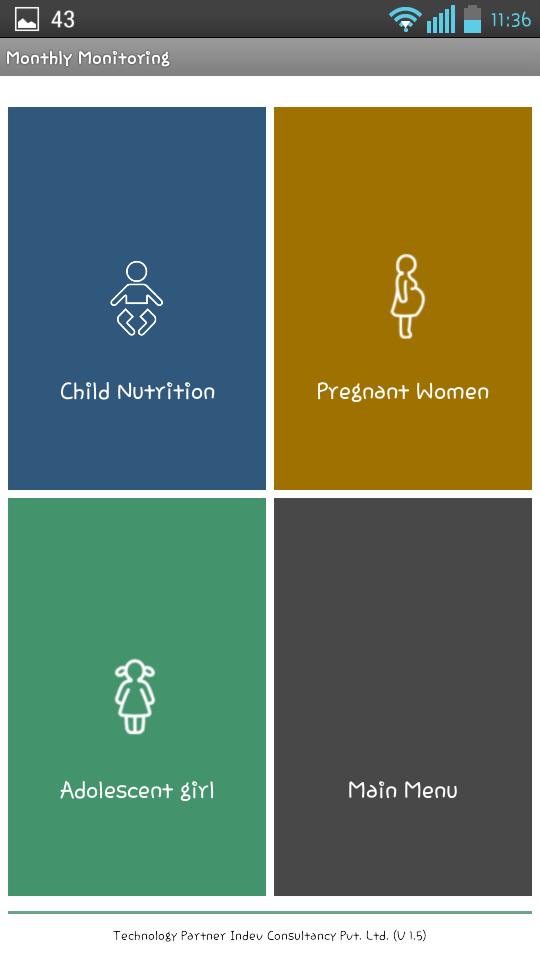 43 11:36
Monthly Monitoring
Child Nutrition
Pregnant Women
Adolescent girl
Main Menu
Technology Partner Indev Consultancy Pvt. Ltd. (V 1.5)